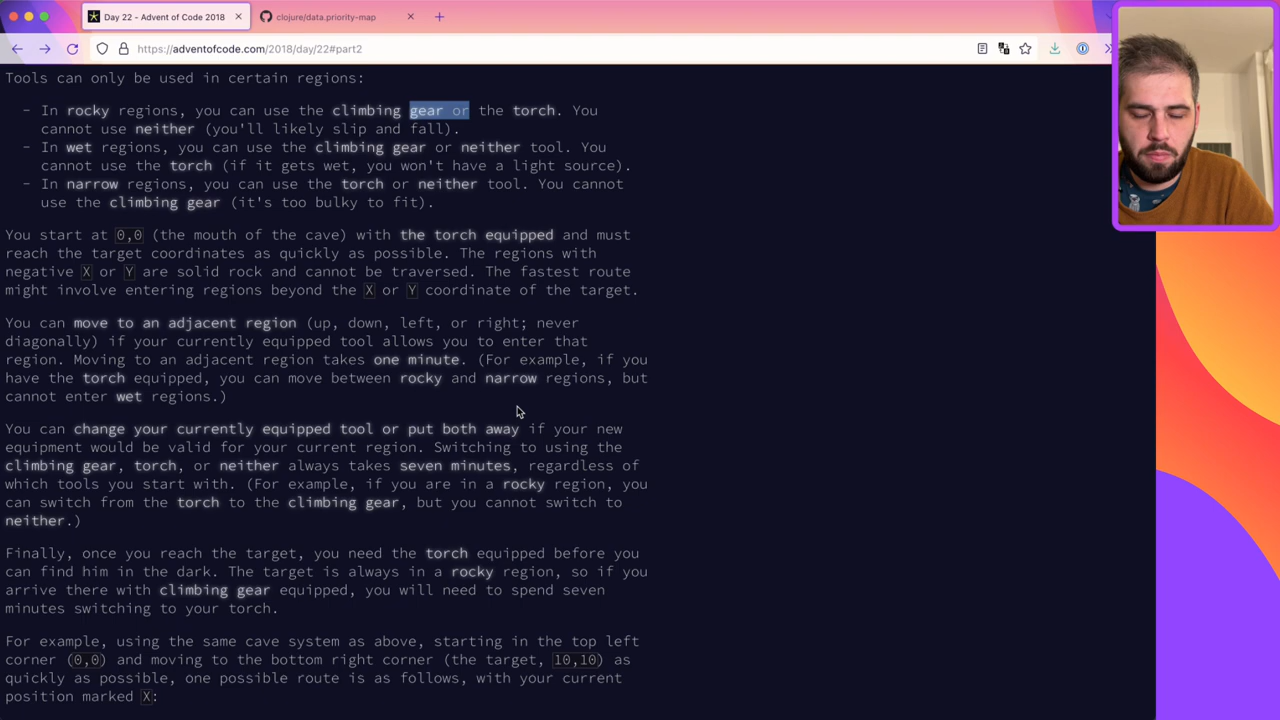 Day 22 - Advent of Code 2018
clojure/data.priority-map
https://adventofcode.com/2018/day/22#part2
Tools can only be used in certain regions:
- In rocky regions, you can use the climbing gear or the torch. You
cannot use neither (you'll likely slip and fall).
- In wet regions, you can use the climbing gear or neither tool. You
cannot use the torch (if it gets wet, you won't have a light source).
- In narrow regions, you can use the torch or neither tool. You cannot
use the climbing gear (it's too bulky to fit).
You start at 0,0 (the mouth of the cave) with the torch equipped and must
reach the target coordinates as quickly as possible. The regions with
negative X or Y are solid rock and cannot be traversed. The fastest route
might involve entering regions beyond the X or Y coordinate of the target.
You can move to an adjacent region (up, down, left, or right; never
diagonally) if your currently equipped tool allows you to enter that
region. Moving to an adjacent region takes one minute. (For example, if you
have the torch equipped, you can move between rocky and narrow regions, but
cannot enter wet regions.)
You can change your currently equipped tool or put both away if your new
equipment would be valid for your current region. Switching to using the
climbing gear, torch, or neither always takes seven minutes, regardless of
which tools you start with. (For example, if you are in a rocky region, you
can switch from the torch to the climbing gear, but you cannot switch to
neither.)
Finally, once you reach the target, you need the torch equipped before you
can find him in the dark. The target is always in a rocky region, so if you
arrive there with climbing gear equipped, you will need to spend seven
minutes switching to your torch.
For example, using the same cave system as above, starting in the top left
corner (0,0) and moving to the bottom right corner (the target, 10,10) as
quickly as possible, one possible route is as follows, with your current
position marked X: